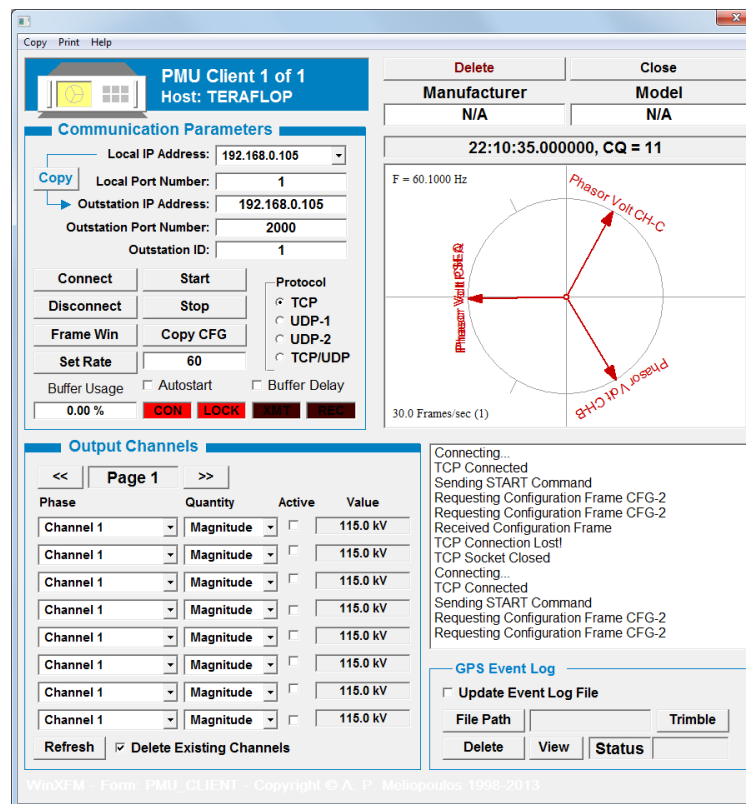 Copy Print Help
PMU Client 1 of 1
Host: TERAFLOP
Delete Close
Manufacturer Model
N/A N/A
Communication Parameters
Local IP Address: 192.168.0.105
Copy
Local Port Number: 1
Outstation IP Address: 192.168.0.105
Outstation Port Number: 2000
Outstation ID: 1
Connect Start
Disconnect Stop
Frame Win Copy CFG
Set Rate 60
Protocol
TCP
UDP-1
UDP-2
TCP/UDP
Buffer Usage Autostart Buffer Delay
0.00 % CON LOCK XMT REC
22:10:35.000000, CQ = 11
F = 60.1000 Hz
Phasor Volt CH-C
Phasor Volt CH-B
30.0 Frames/sec (1)
Output Channels
<< Page 1 >>
Phase Quantity Active Value
Channel 1 Magnitude 115.0 kV
Channel 1 Magnitude 115.0 kV
Channel 1 Magnitude 115.0 kV
Channel 1 Magnitude 115.0 kV
Channel 1 Magnitude 115.0 kV
Channel 1 Magnitude 115.0 kV
Channel 1 Magnitude 115.0 kV
Channel 1 Magnitude 115.0 kV
Refresh Delete Existing Channels
Connecting...
TCP Connected
Sending START Command
Requesting Configuration Frame CFG-2
Requesting Configuration Frame CFG-2
Received Configuration Frame
TCP Connection Lost!
TCP Socket Closed
Connecting...
TCP Connected
Sending START Command
Requesting Configuration Frame CFG-2
Requesting Configuration Frame CFG-2
GPS Event Log
Update Event Log File
File Path Trimble
Delete View Status
WinXFM - Form: PMU_CLIENT - Copyright © A. P. Meliopoulos 1998-2013